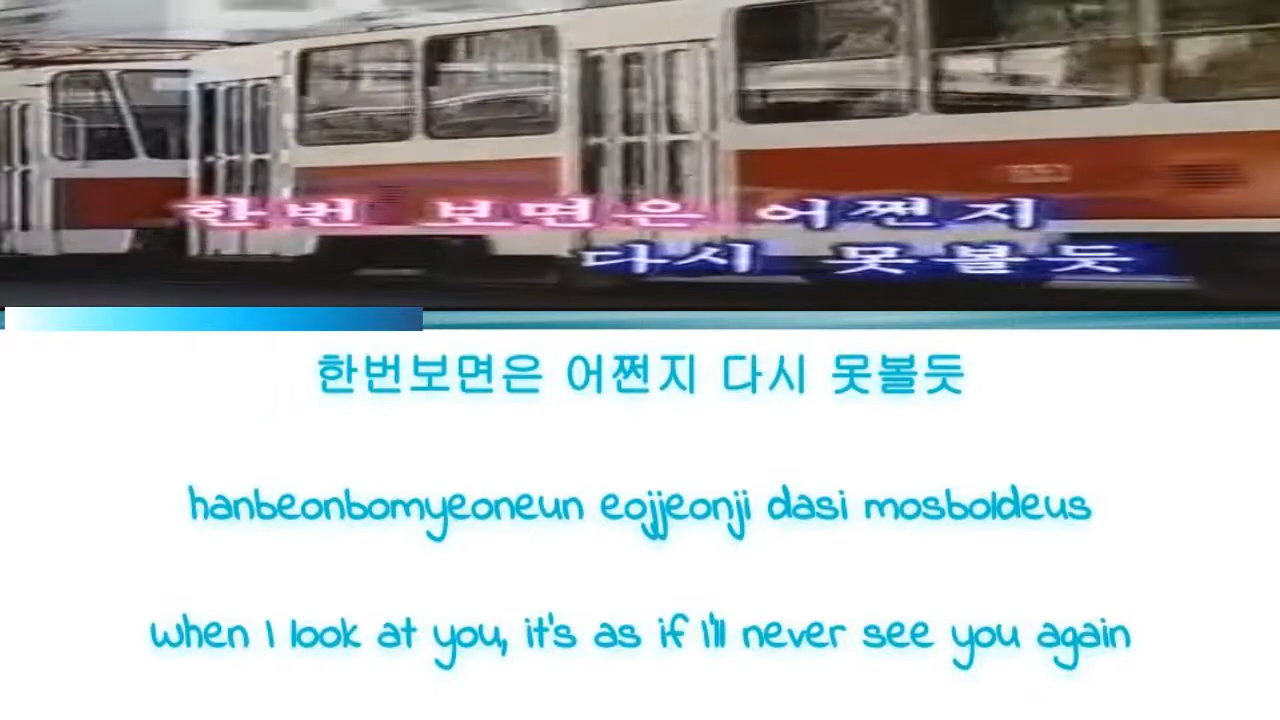 한번 보면은 어쩐지
다시 못 볼 듯
한번보면은 어쩐지 다시 못볼듯
hanbeonbomyeoneun eojjeonji dasi mosboldeus
when I look at you, it's as if I'll never see you again